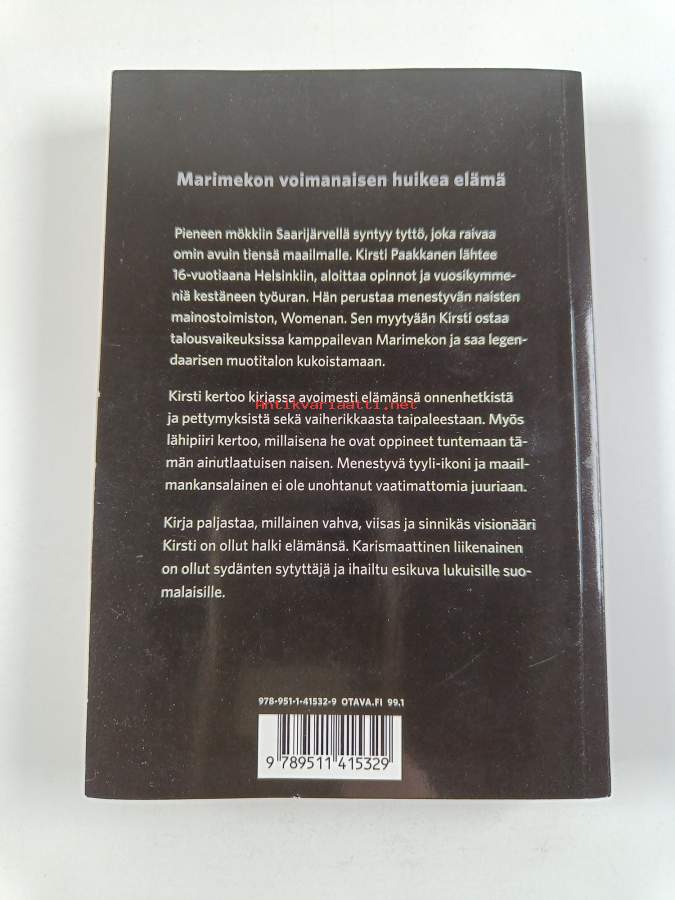 Marimekon voimanaisen huikea elämä
Pieneen mökkiin Saarijärvellä syntyy tyttö, joka raivaa
omin avuin tiensä maailmalle. Kirsti Paakkanen lähtee
16-vuotiaana Helsinkiin, aloittaa opinnot ja vuosikymme-
niä kestäneen työuran. Hän perustaa menestyvän naisten
mainostoimiston, Womenan. Sen myytyään Kirsti ostaa
talousvaikeuksissa kamppailevan Marimekon ja saa legen-
daarisen muotitalon kukoistamaan.
Kirsti kertoo kirjassa avoimesti elämänsä onnenhetkistä
Antikvariaatti.net
ja pettymyksistä sekä vaiherikkaasta taipaleestaan. Myös
lähipiiri kertoo, millaisena he ovat oppineet tuntemaan tä-
män ainutlaatuisen naisen. Menestyvä tyyli-ikoni ja maail-
mankansalainen ei ole unohtanut vaatimattomia juuriaan.
Kirja paljastaa, millainen vahva, viisas ja sinnikäs visionääri
Kirsti on ollut halki elämänsä. Karismaattinen liikenainen
on ollut sydänten sytyttäjä ja ihailtu esikuva lukuisille suo-
malaisille.
978-951-1-41532-9 OTAVA.FI 99.1
9 789511 415329